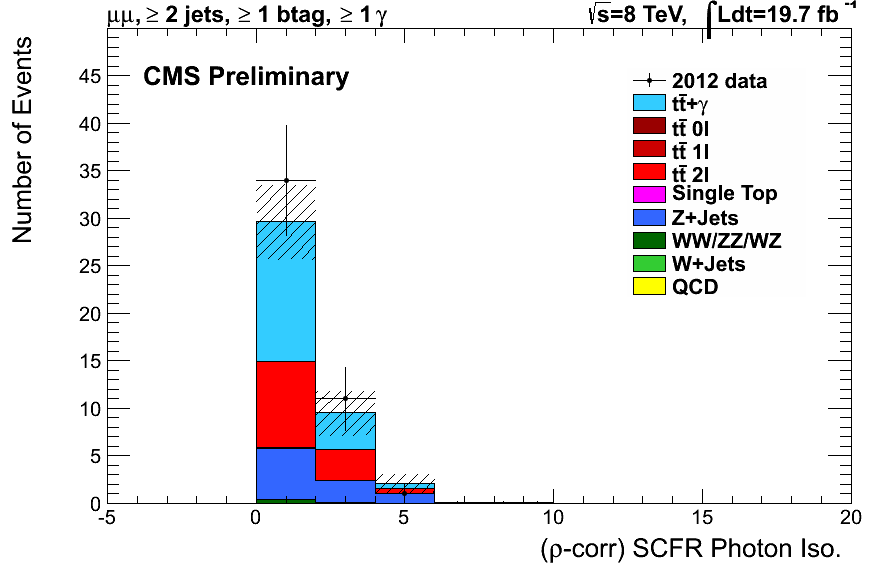 μμ, ≥ 2 jets, ≥ 1 btag, ≥ 1 γ
√s=8 TeV, ∫Ldt=19.7 fb⁻¹
CMS Preliminary
2012 data
tt̄+γ
tt̄ 0l
tt̄ 1l
tt̄ 2l
Single Top
Z+Jets
WW/ZZ/WZ
W+Jets
QCD
Number of Events
45
40
35
30
25
20
15
10
5
0
-5 0 5 10 15 20
(ρ-corr) SCFR Photon Iso.